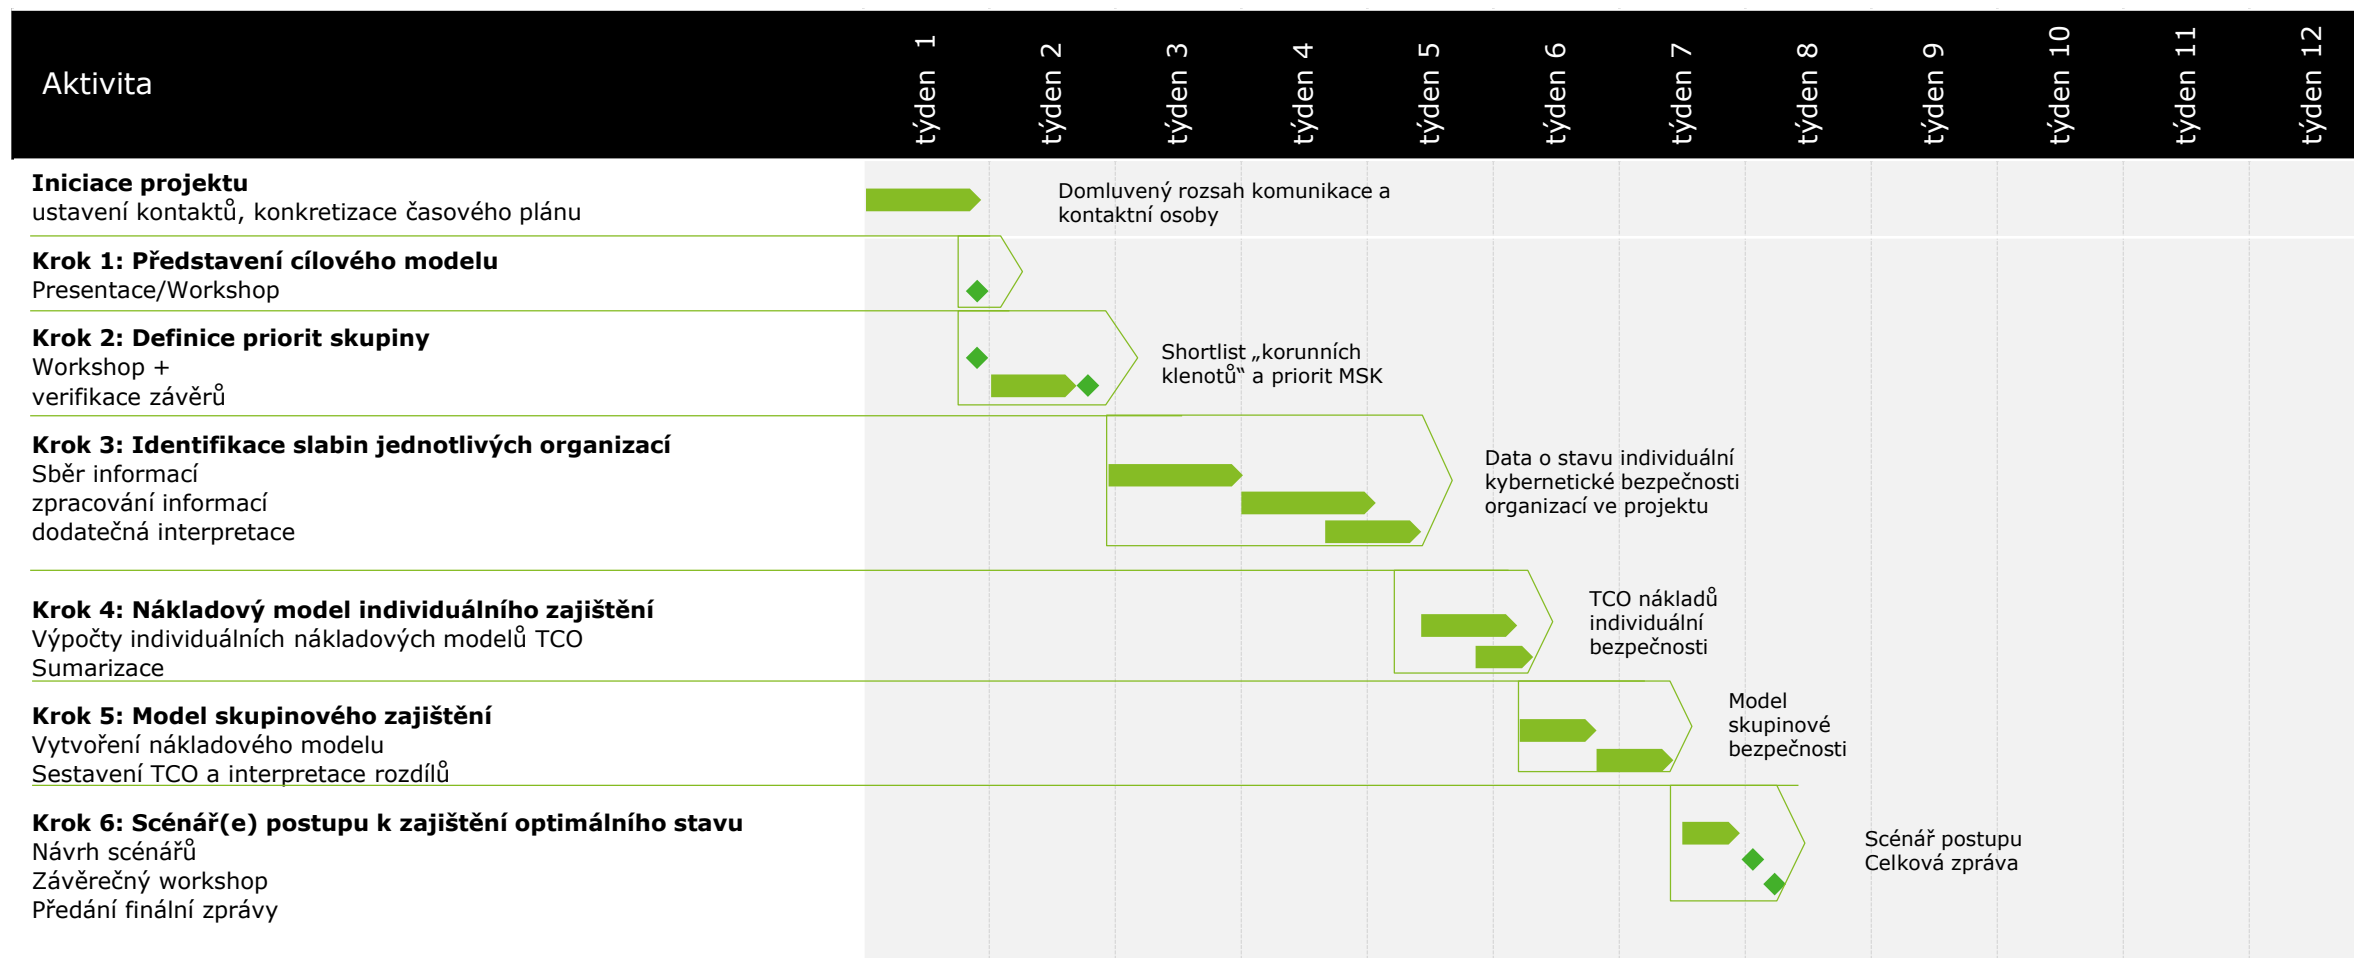 Aktivita
týden 1
týden 2
týden 3
týden 4
týden 5
týden 6
týden 7
týden 8
týden 9
týden 10
týden 11
týden 12
Iniciace projektu
ustavení kontaktů, konkretizace časového plánu
Domluvený rozsah komunikace a
kontaktní osoby
Krok 1: Představení cílového modelu
Presentace/Workshop
Krok 2: Definice priorit skupiny
Workshop +
verifikace závěrů
Shortlist „korunních
klenotů“ a priorit MSK
Krok 3: Identifikace slabin jednotlivých organizací
Sběr informací
zpracování informací
dodatečná interpretace
Data o stavu individuální
kybernetické bezpečnosti
organizací ve projektu
Krok 4: Nákladový model individuálního zajištění
Výpočty individuálních nákladových modelů TCO
Sumarizace
TCO nákladů
individuální
bezpečnosti
Krok 5: Model skupinového zajištění
Vytvoření nákladového modelu
Sestavení TCO a interpretace rozdílů
Model
skupinové
bezpečnosti
Krok 6: Scénář(e) postupu k zajištění optimálního stavu
Návrh scénářů
Závěrečný workshop
Předání finální zprávy
Scénář postupu
Celková zpráva